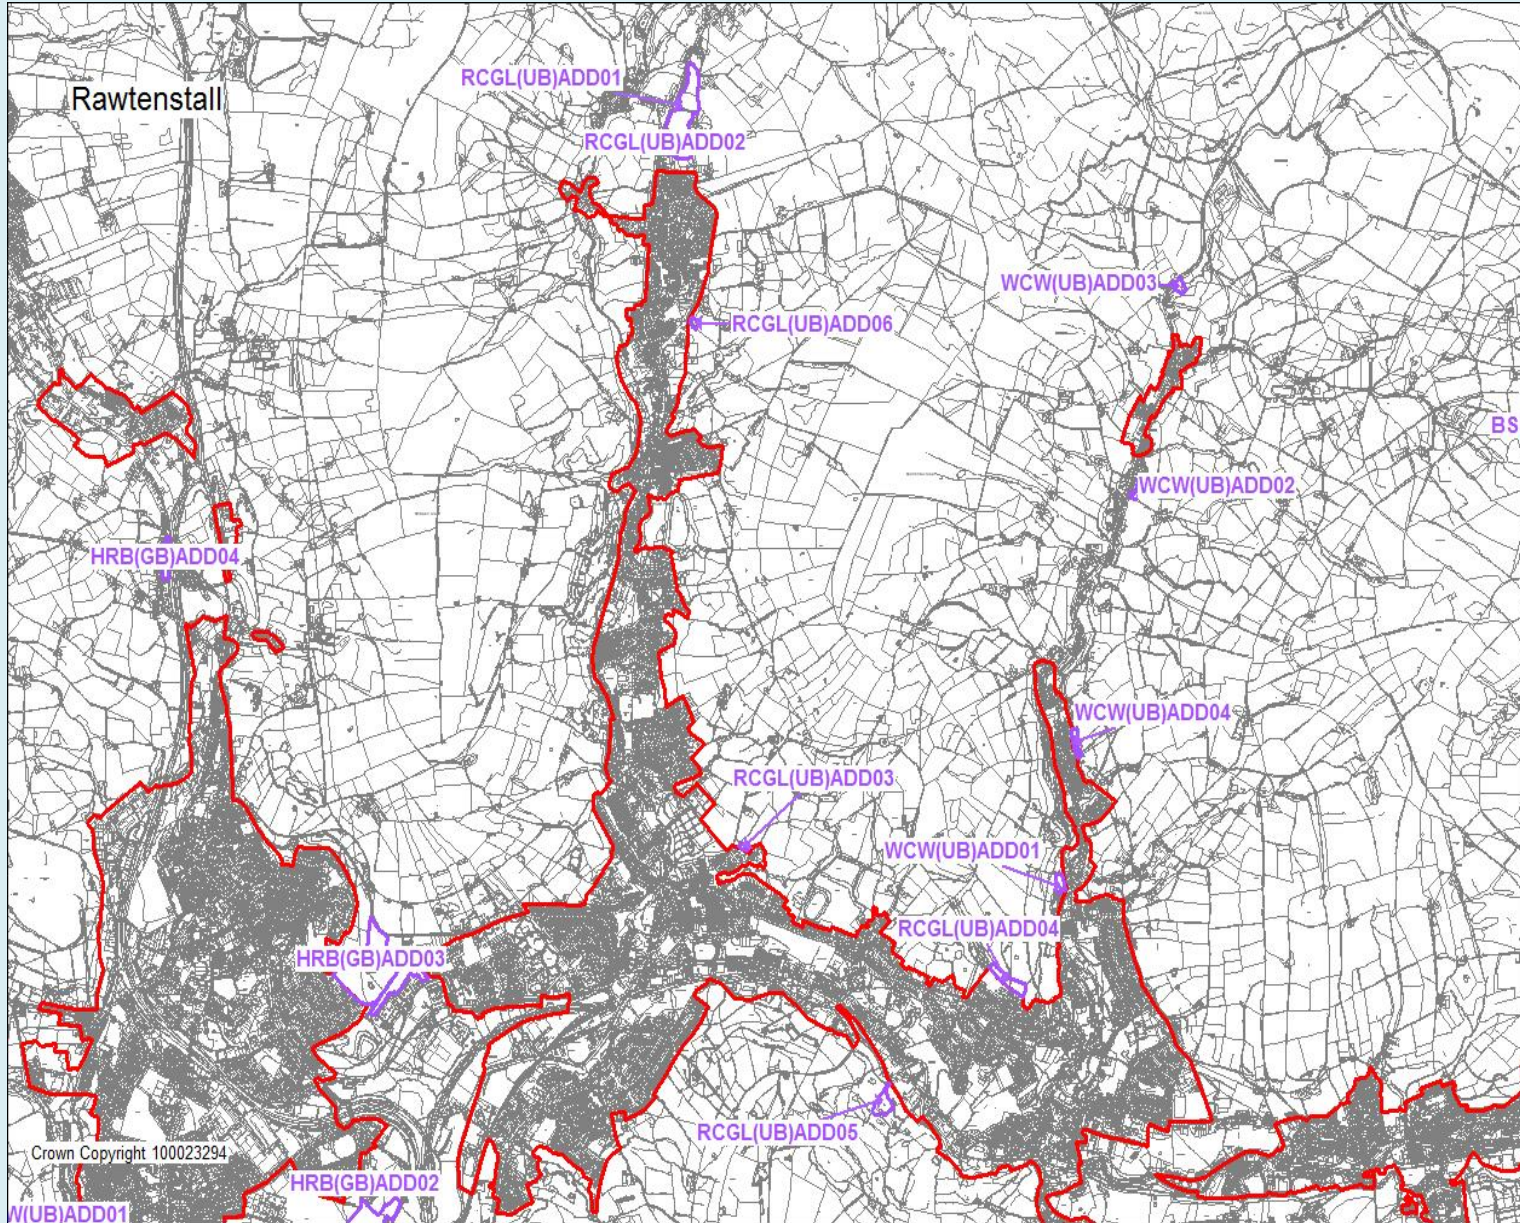 RCGL(UB)ADD01
Rawtenstall
RCGL(UB)ADD02
WCW(UB)ADD03
RCGL(UB)ADD06
BS
WCW(UB)ADD02
HRB(GB)ADD04
WCW(UB)ADD04
RCGL(UB)ADD03
WCW(UB)ADD01
RCGL(UB)ADD04
HRB(GB)ADD03
RCGL(UB)ADD05
Crown Copyright 100023294
HRB(GB)ADD02
W(UB)ADD01